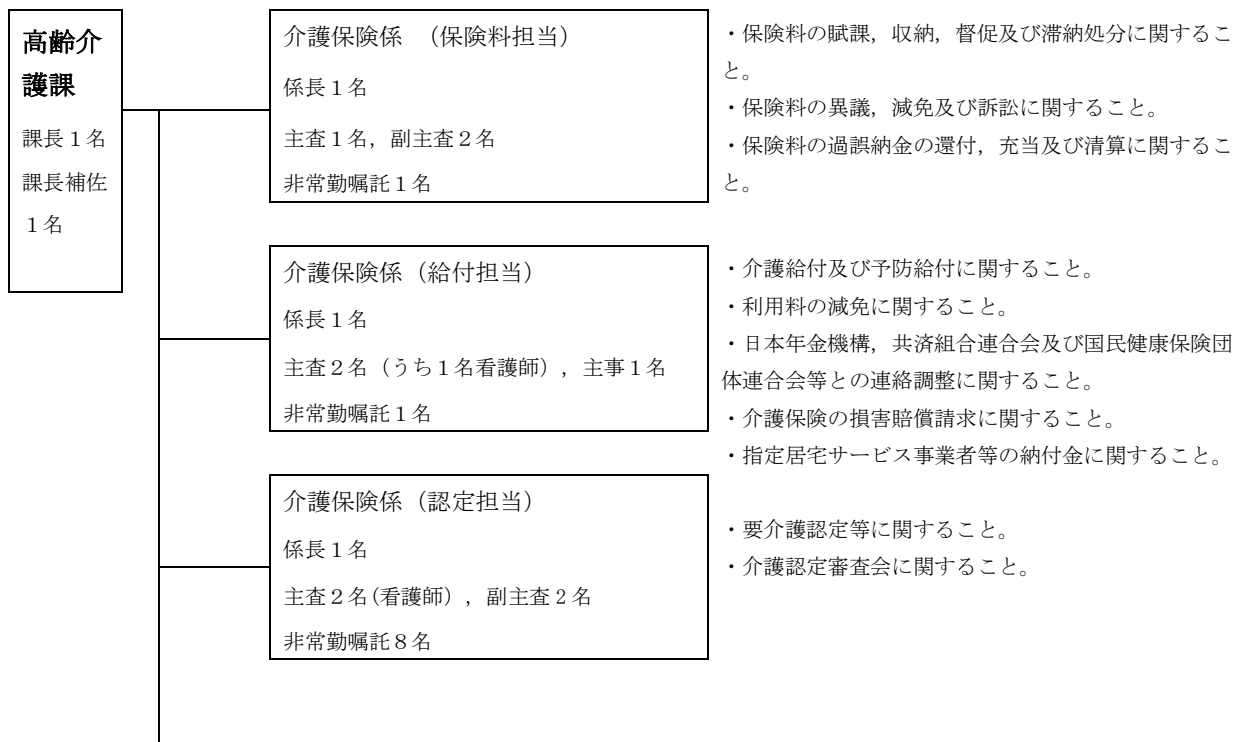 高齢介
護課
課長１名
課長補佐
１名
介護保険係　（保険料担当）
係長１名
主査１名，副主査２名
非常勤嘱託１名
・保険料の賦課，収納，督促及び滞納処分に関するこ
と。
・保険料の異議，減免及び訴訟に関すること。
・保険料の過誤納金の還付，充当及び清算に関するこ
と。
介護保険係（給付担当）
係長１名
主査２名（うち１名看護師），主事１名
非常勤嘱託１名
・介護給付及び予防給付に関すること。
・利用料の減免に関すること。
・日本年金機構，共済組合連合会及び国民健康保険団
体連合会等との連絡調整に関すること。
・介護保険の損害賠償請求に関すること。
・指定居宅サービス事業者等の納付金に関すること。
介護保険係（認定担当）
係長１名
主査２名(看護師），副主査２名
非常勤嘱託８名
・要介護認定等に関すること。
・介護認定審査会に関すること。